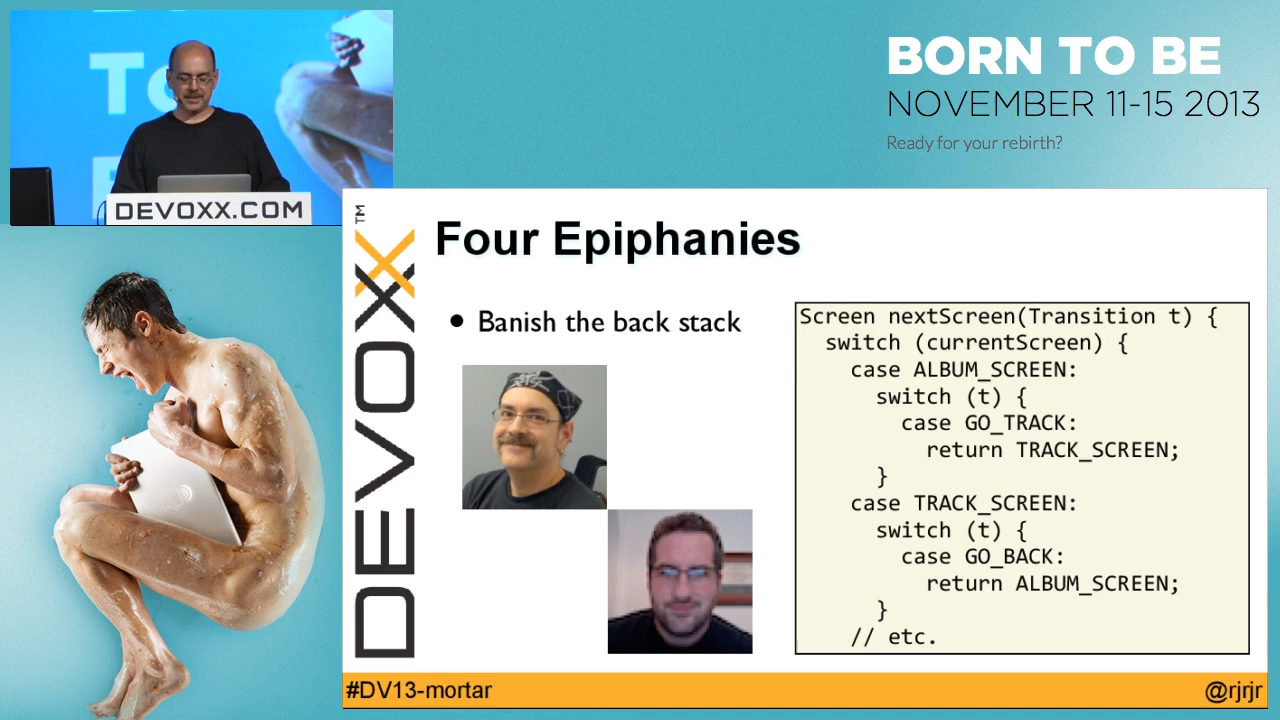 DEVOXX.COM
BORN TO BE
NOVEMBER 11-15 2013
Ready for your rebirth?
DEVOXX™
Four Epiphanies
• Banish the back stack
Screen nextScreen(Transition t) {
  switch (currentScreen) {
    case ALBUM_SCREEN:
      switch (t) {
        case GO_TRACK:
          return TRACK_SCREEN;
      }
    case TRACK_SCREEN:
      switch (t) {
        case GO_BACK:
          return ALBUM_SCREEN;
      }
    // etc.
#DV13-mortar
@rjrjr